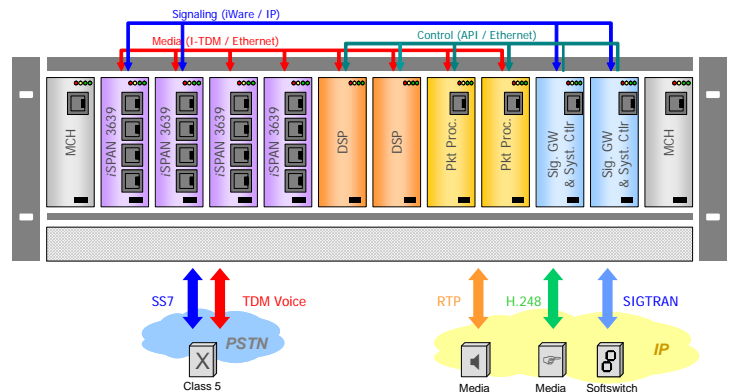 Signaling (iWare / IP)
Media (I-TDM / Ethernet)
Control (API / Ethernet)
MCH
iSPAN 3639
iSPAN 3639
iSPAN 3639
iSPAN 3639
DSP
DSP
Pkt Proc.
Pkt Proc.
Sig. GW
& Syst. Ctlr
Sig. GW
& Syst. Ctlr
MCH
SS7
TDM Voice
RTP
H.248
SIGTRAN
PSTN
IP
X
Class 5
Media
Media
Softswitch